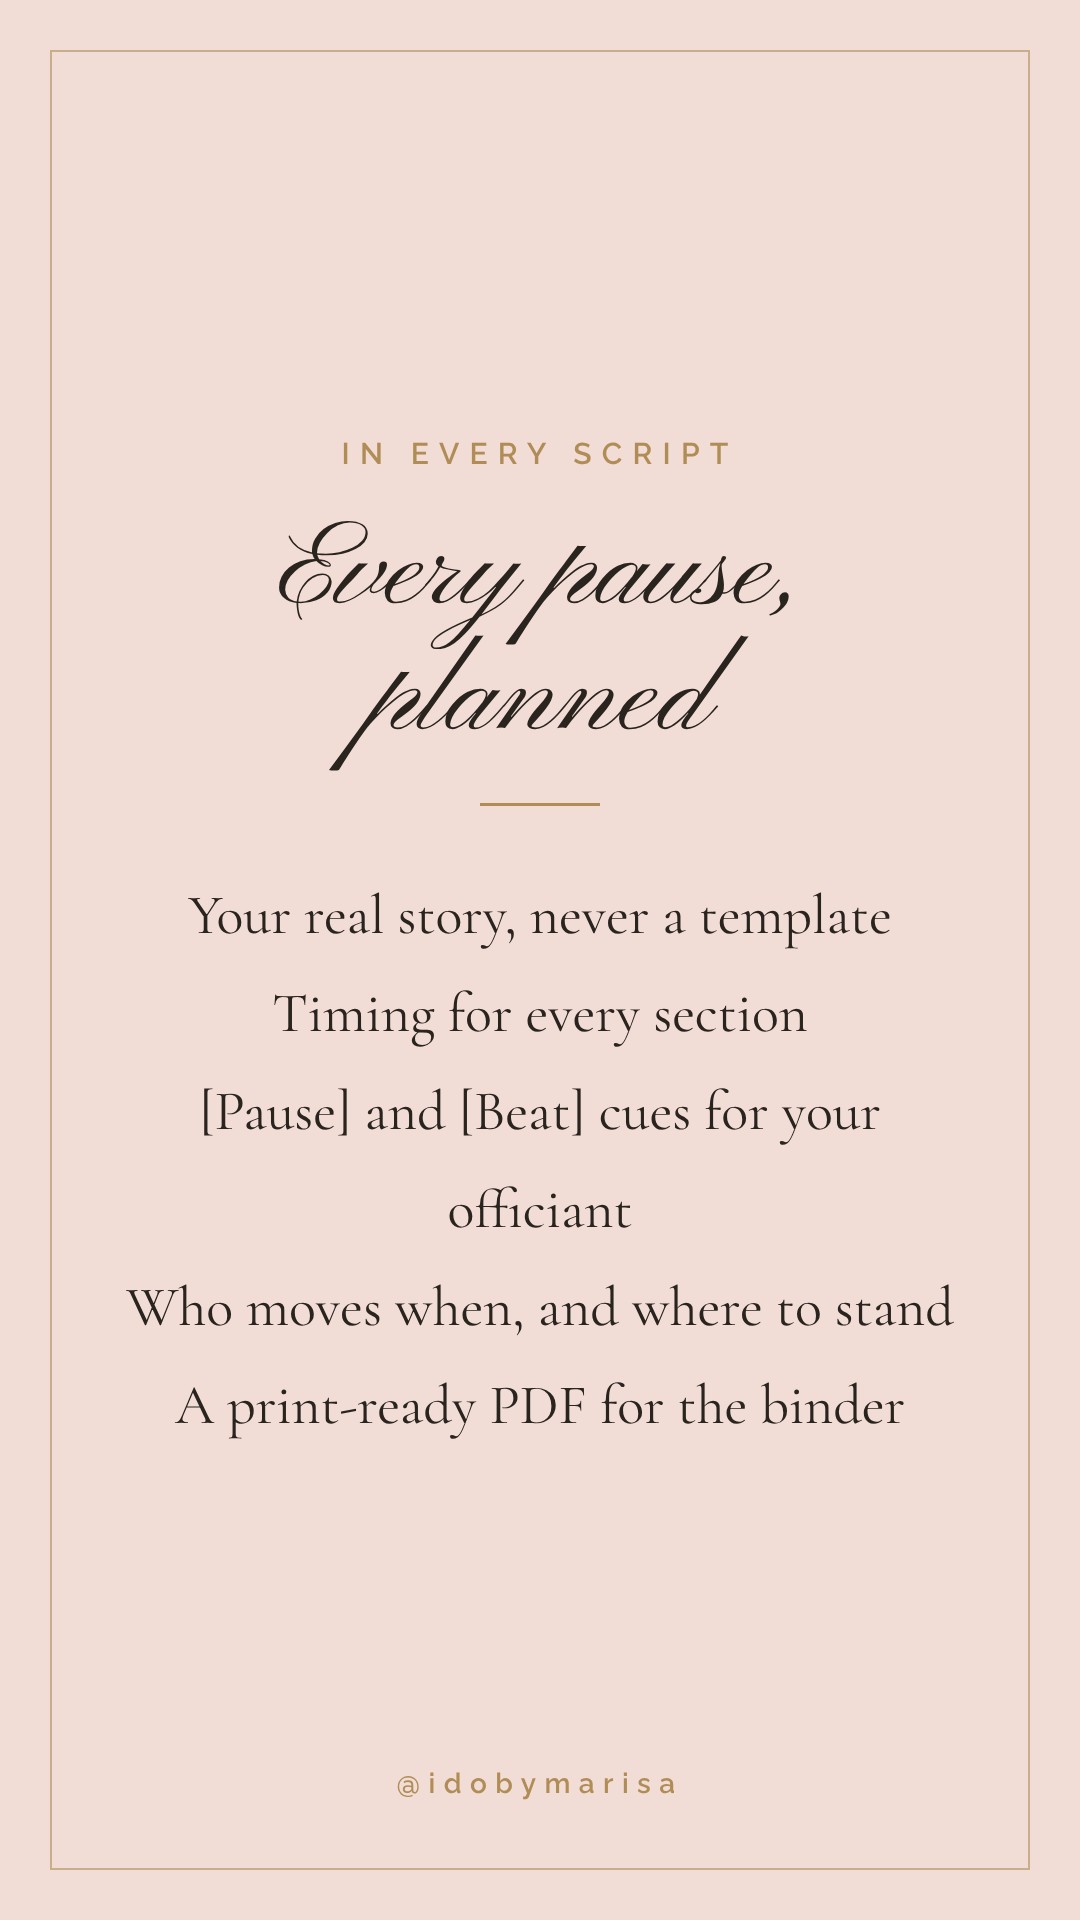 IN EVERY SCRIPT
Every pause,
planned
Your real story, never a template
Timing for every section
[Pause] and [Beat] cues for your
officiant
Who moves when, and where to stand
A print-ready PDF for the binder
@idobymarisa